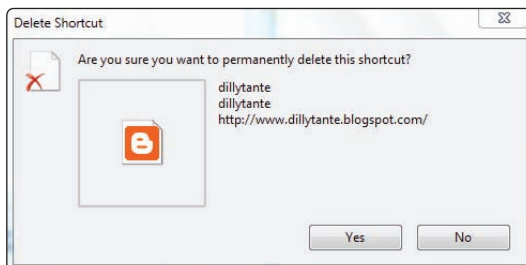 Delete Shortcut
Are you sure you want to permanently delete this shortcut?
dillytante
dillytante
http://www.dillytante.blogspot.com/
Yes
No